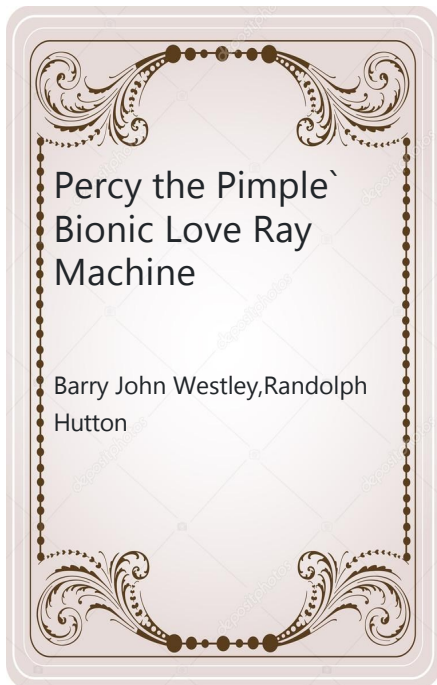 Percy the Pimple`
Bionic Love Ray
Machine
Barry John Westley,Randolph
Hutton